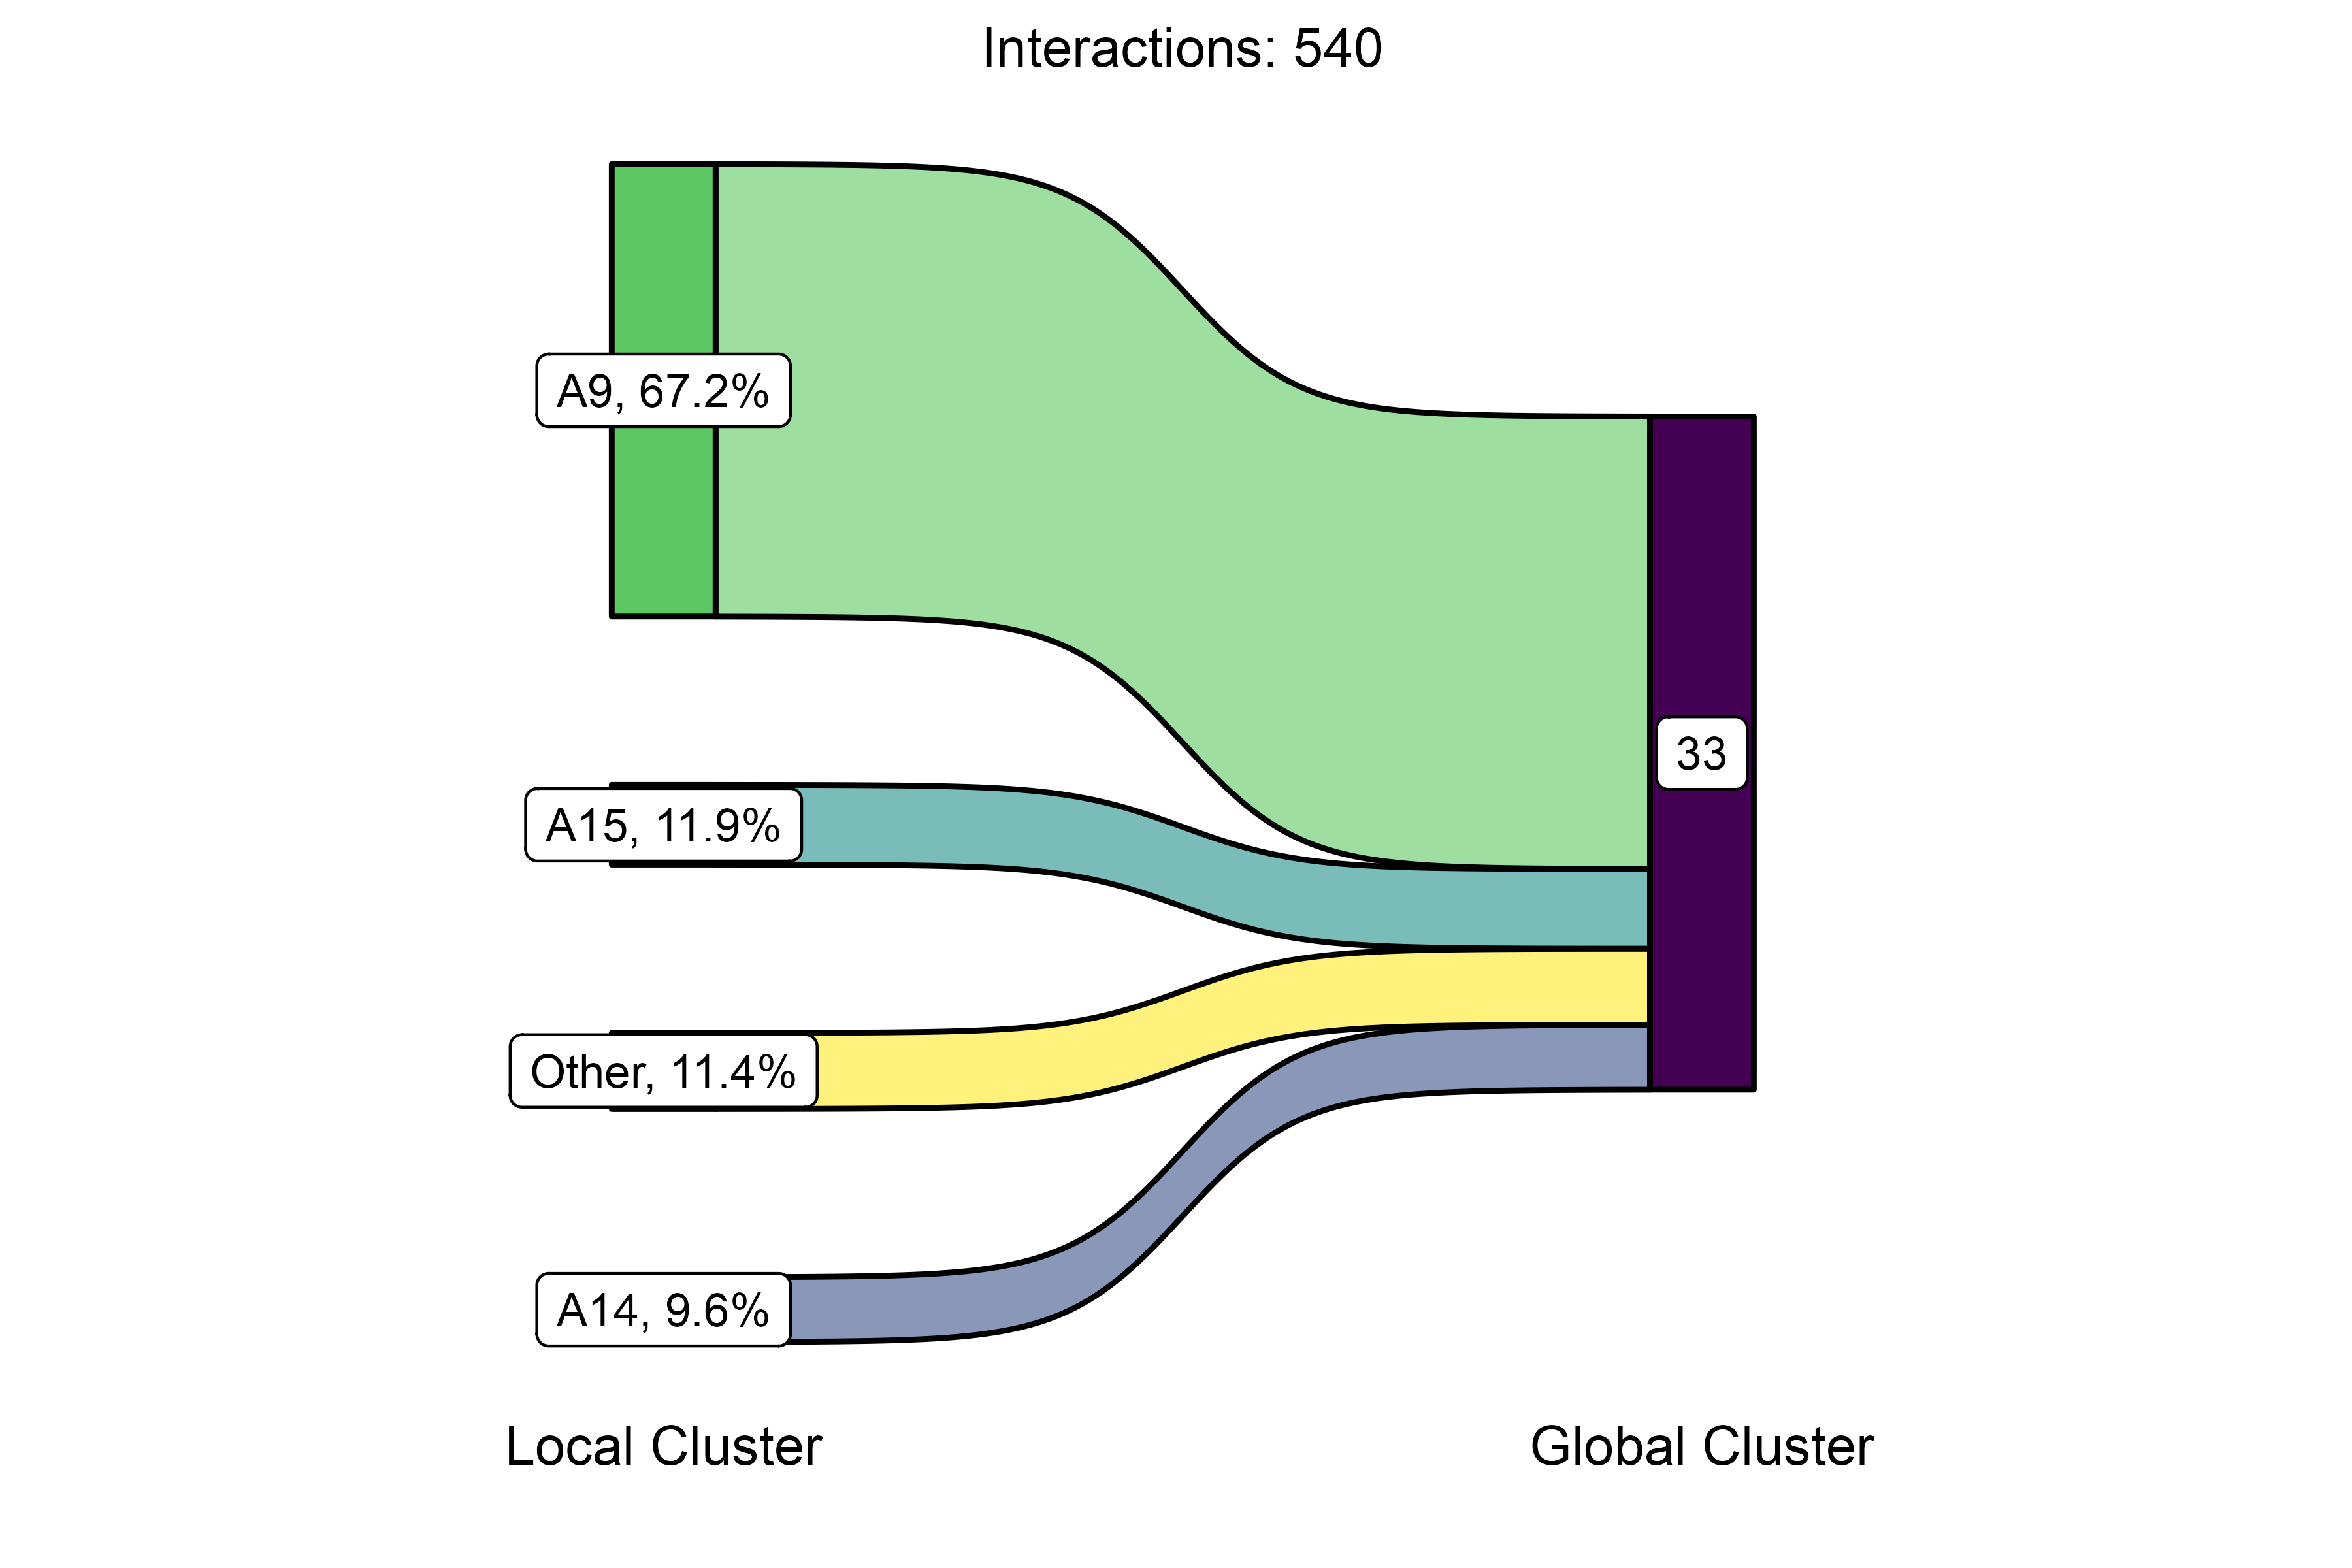 Interactions: 540
A9, 67.2%
33
A15, 11.9%
Other, 11.4%
A14, 9.6%
Local Cluster
Global Cluster